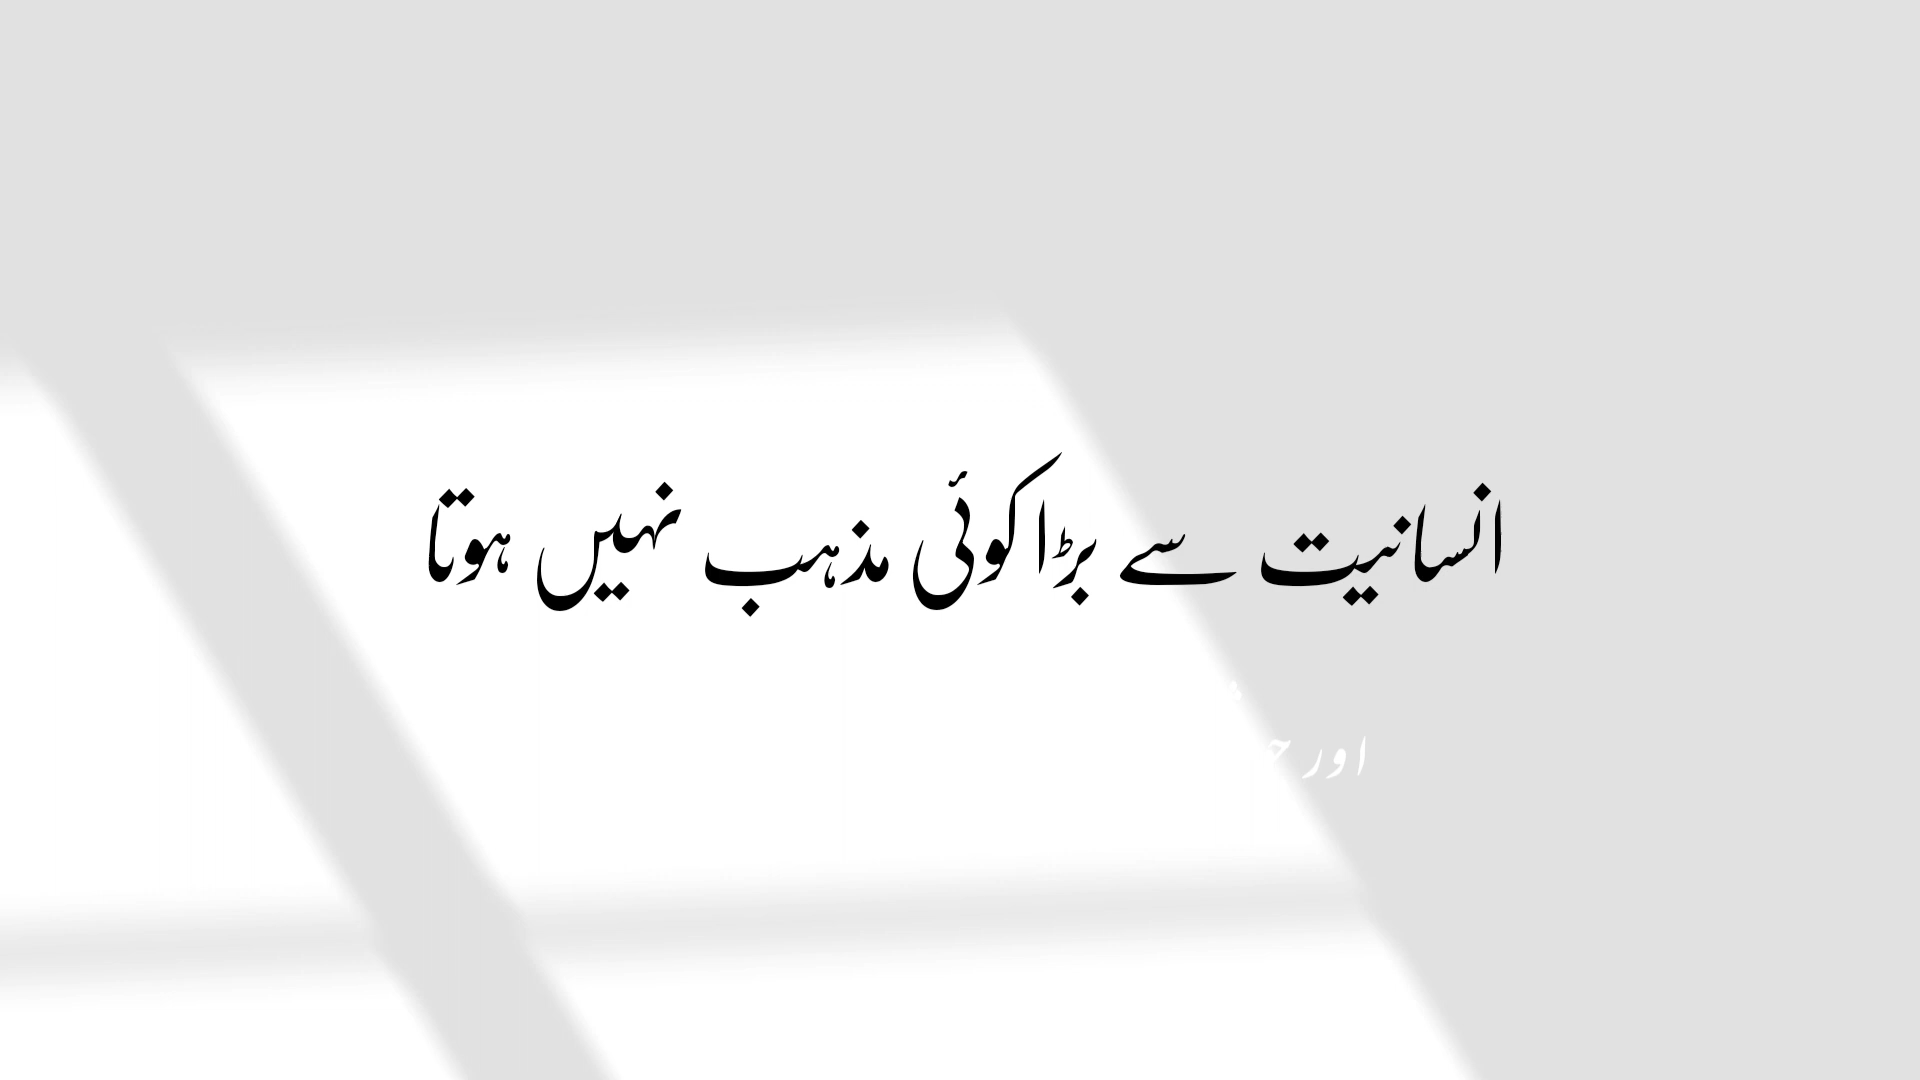 انسانیت سے بڑا کوئی مذہب نہیں ہوتا
اور